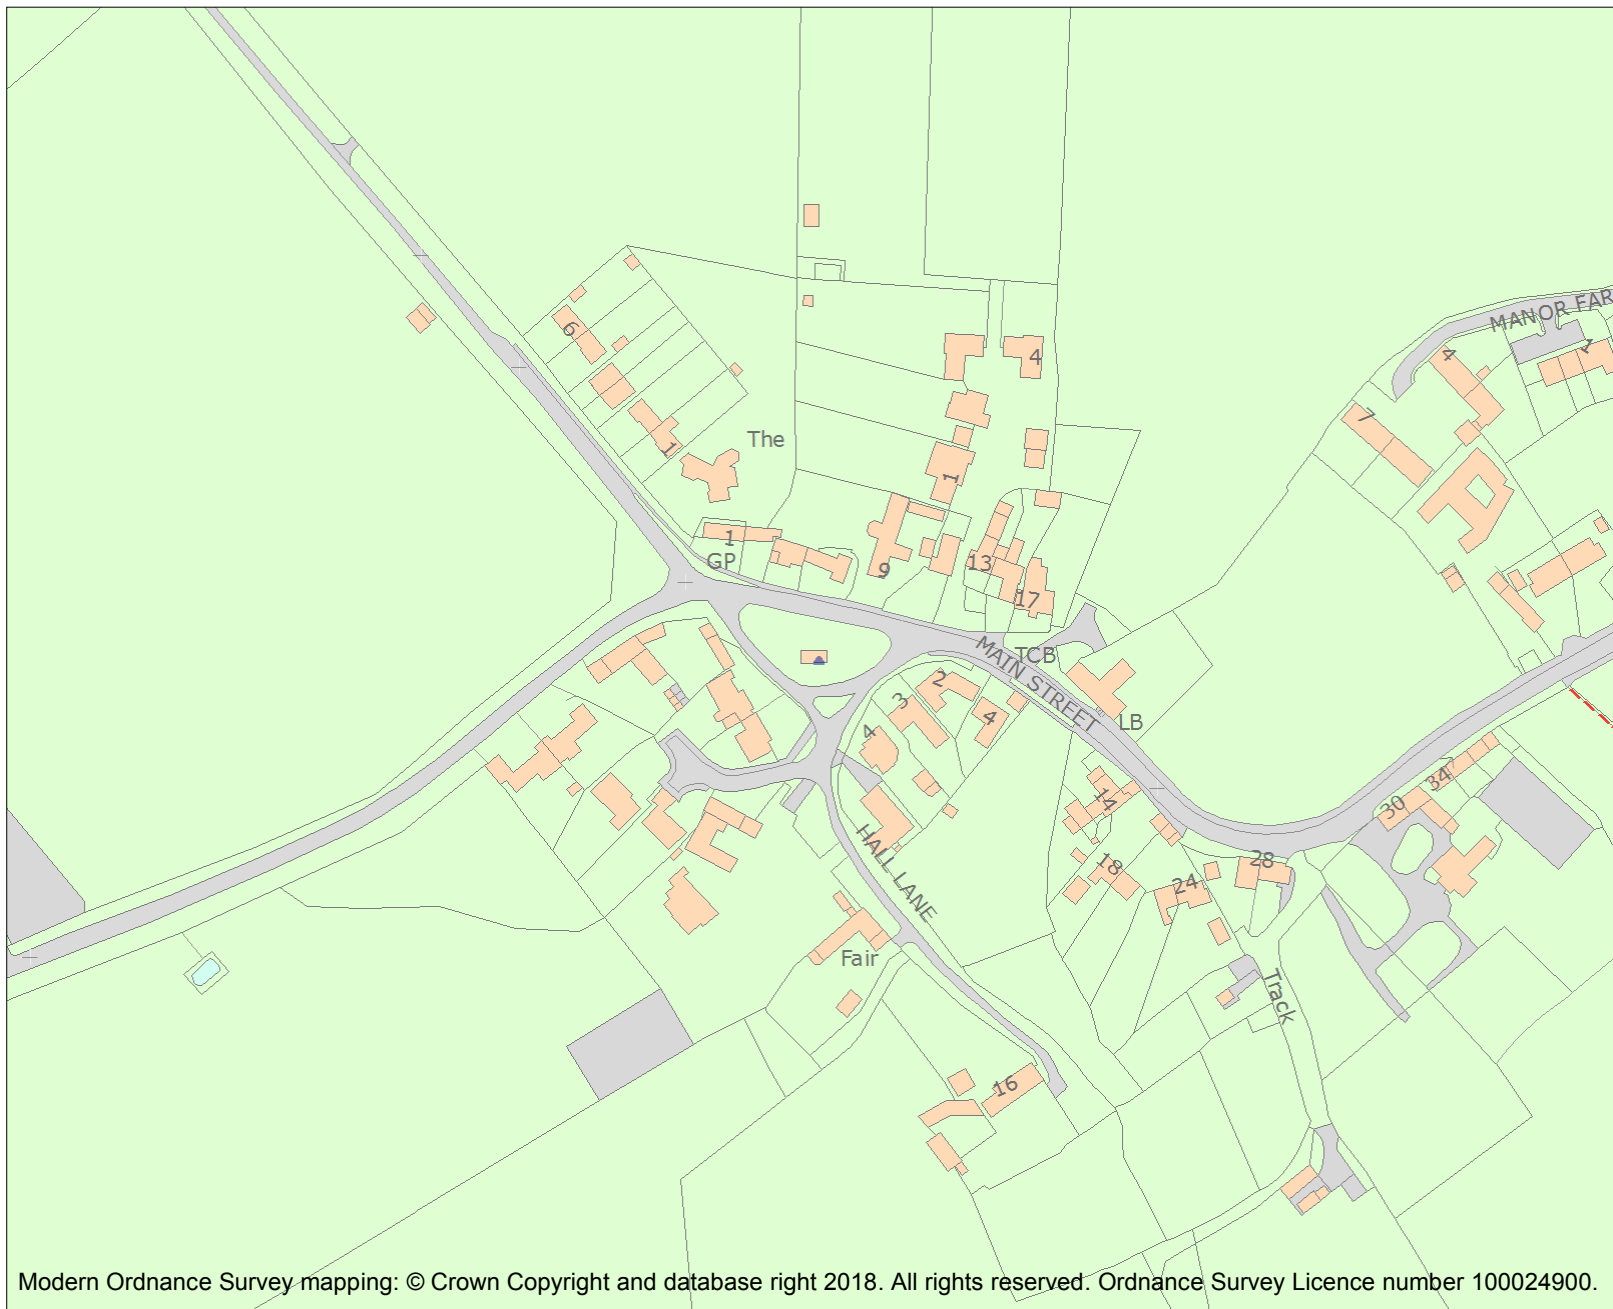 MANOR FAR
6
4
4
1
7
The
1
1
1
GP
9
13
17
TCB
MAIN STREET
2
3
4
4
LB
14
34
30
18
28
24
HALL LANE
Fair
Track
16
Modern Ordnance Survey mapping: © Crown Copyright and database right 2018. All rights reserved. Ordnance Survey Licence number 100024900.